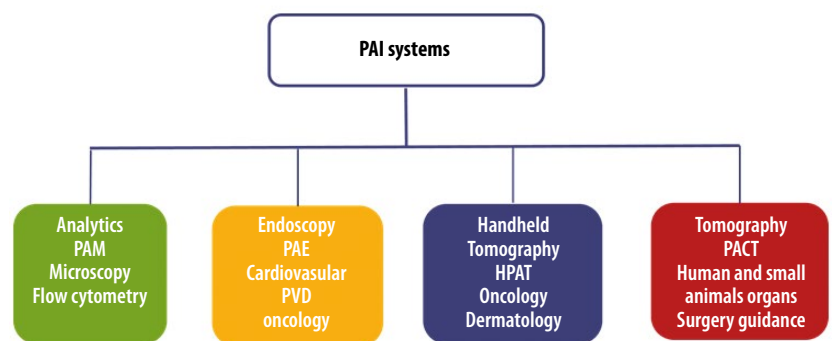 PAI systems
Analytics
PAM
Microscopy
Flow cytometry
Endoscopy
PAE
Cardiovasular
PVD
oncology
Handheld
Tomography
HPAT
Oncology
Dermatology
Tomography
PACT
Human and small
animals organs
Surgery guidance